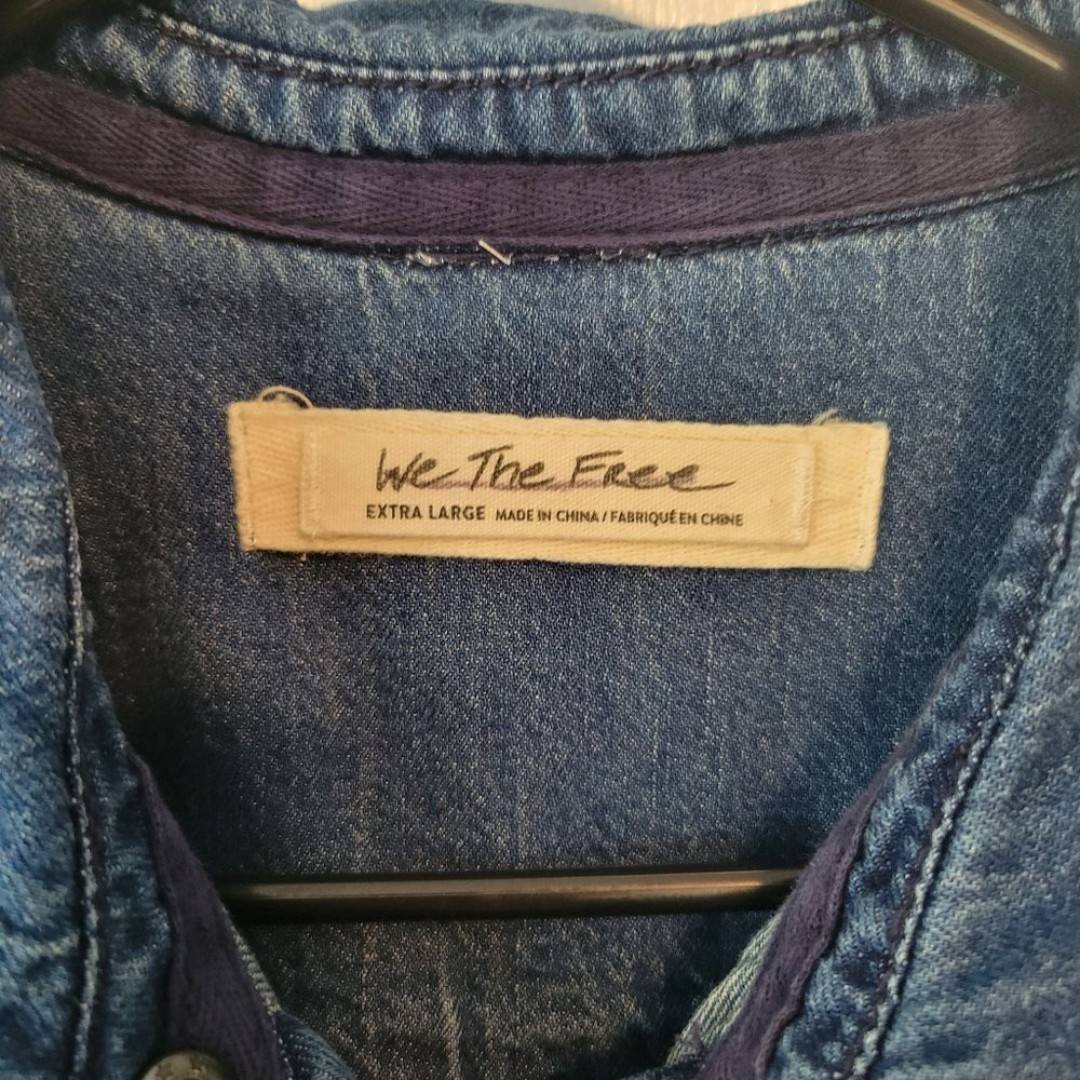 We The Free
EXTRA LARGE MADE IN CHINA / FABRIQUÉ EN CHINE